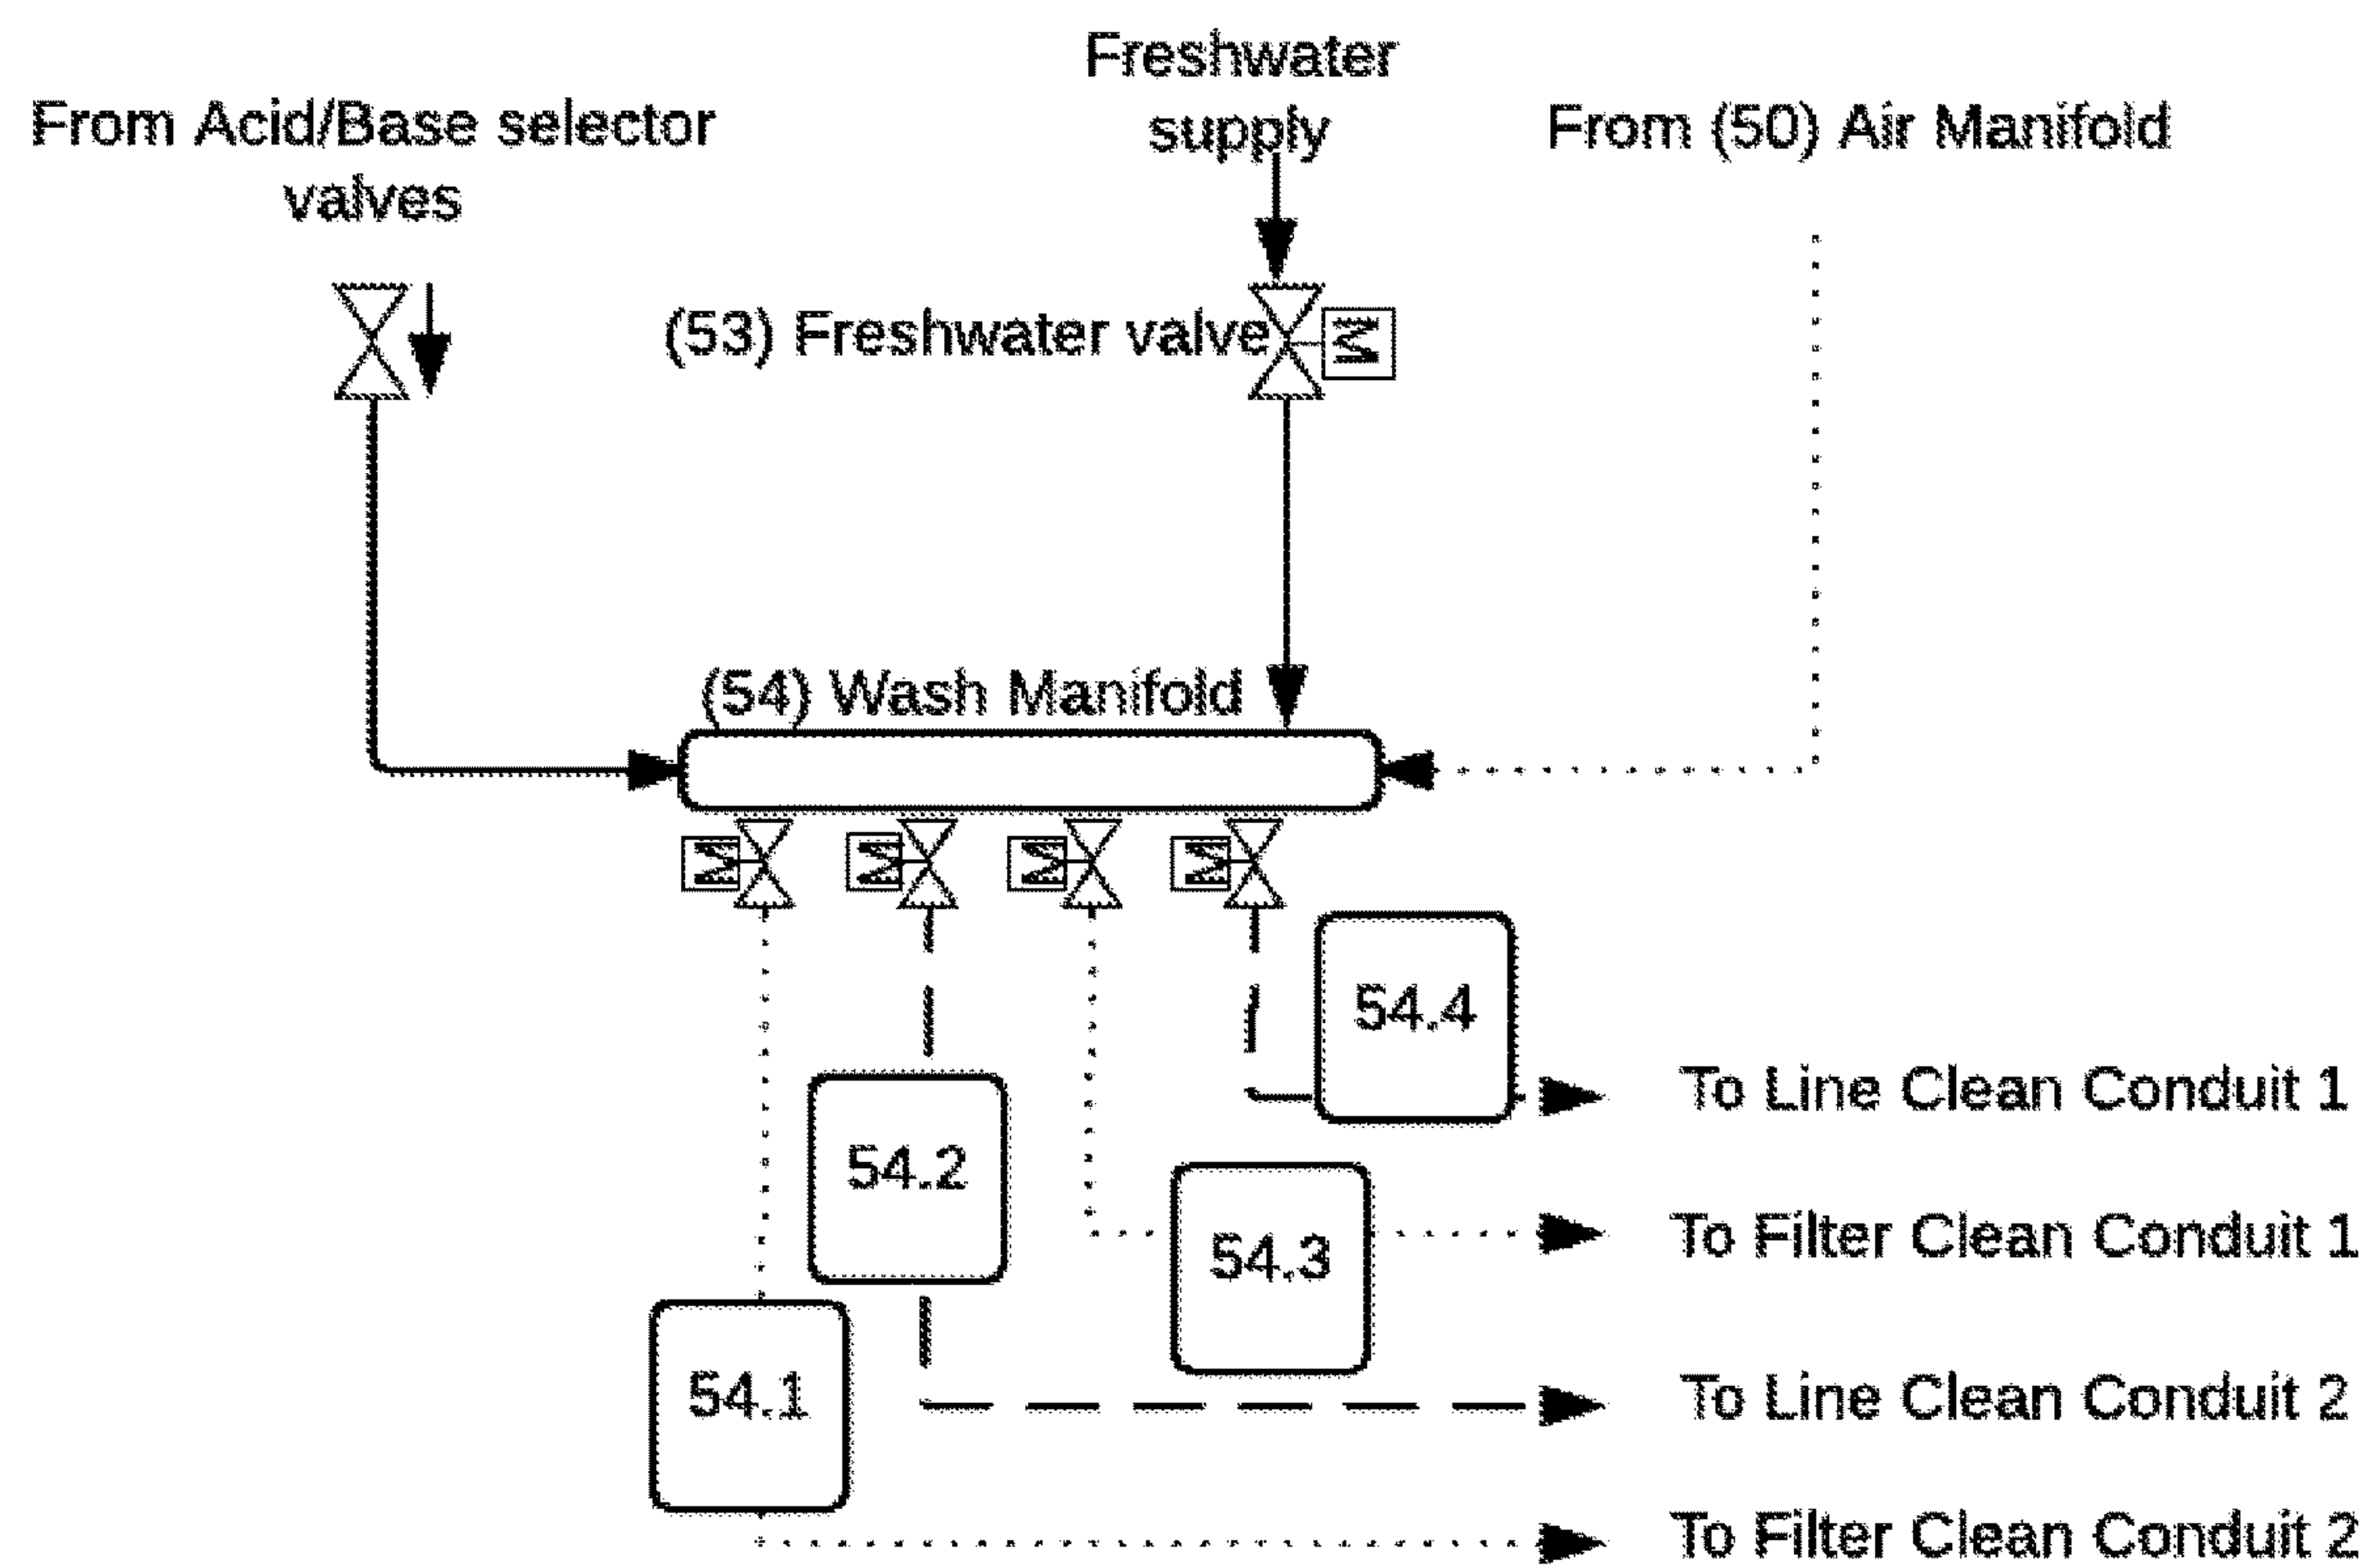 Freshwater
supply
From Acid/Base selector
valves
From (50) Air Manifold
(53) Freshwater valve
M
(54) Wash Manifold
M
M
M
M
54.4
To Line Clean Conduit 1
54.2
54.3
To Filter Clean Conduit 1
54.1
To Line Clean Conduit 2
To Filter Clean Conduit 2